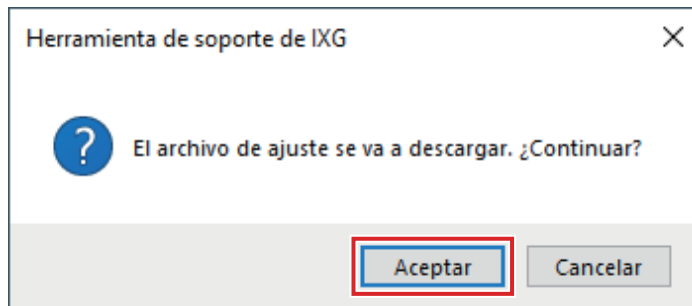 Herramienta de soporte de IXG
El archivo de ajuste se va a descargar. ¿Continuar?
Aceptar
Cancelar